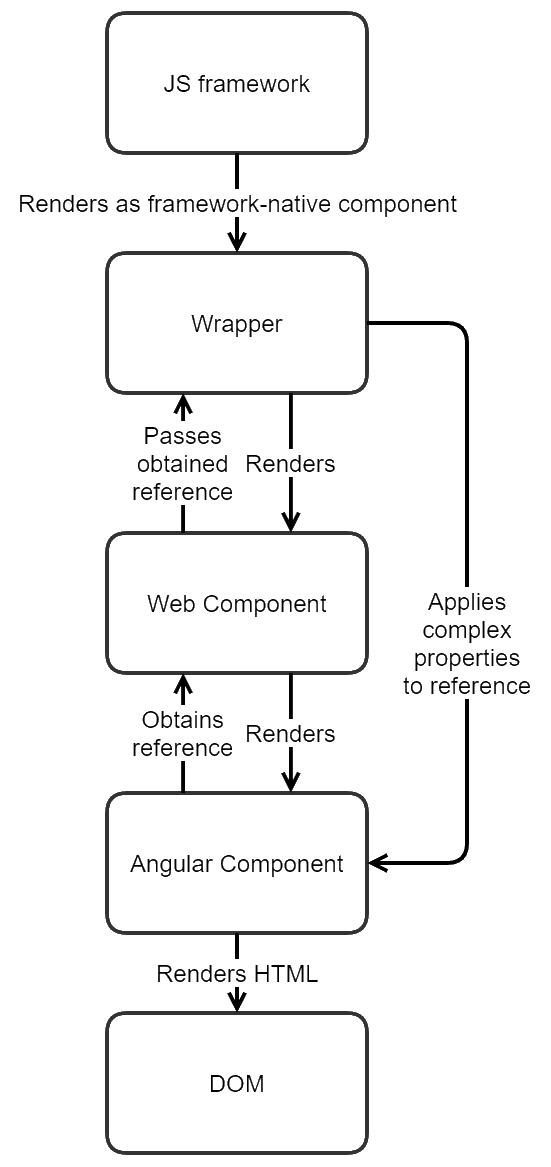 JS framework
Renders as framework-native component
Wrapper
Passes
obtained
reference
Renders
Web Component
Applies
complex
properties
to reference
Obtains
reference
Renders
Angular Component
Renders HTML
DOM